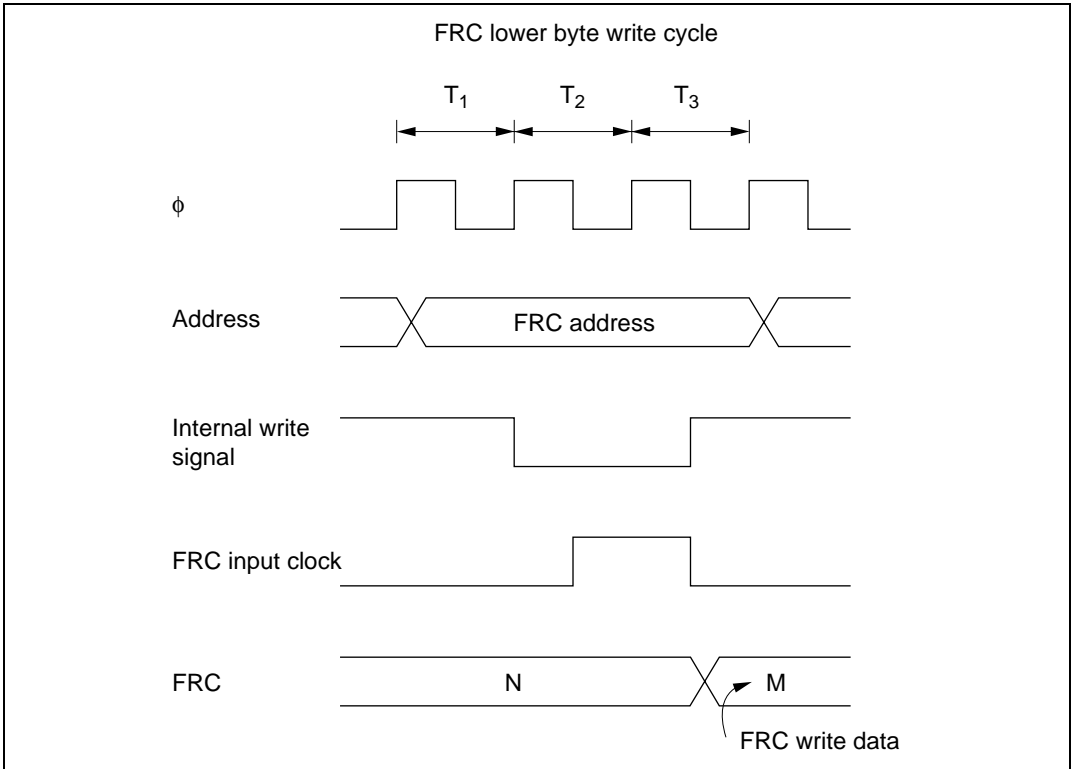 FRC lower byte write cycle
T1 T2 T3
ϕ
Address
FRC address
Internal write
signal
FRC input clock
FRC
N
M
FRC write data